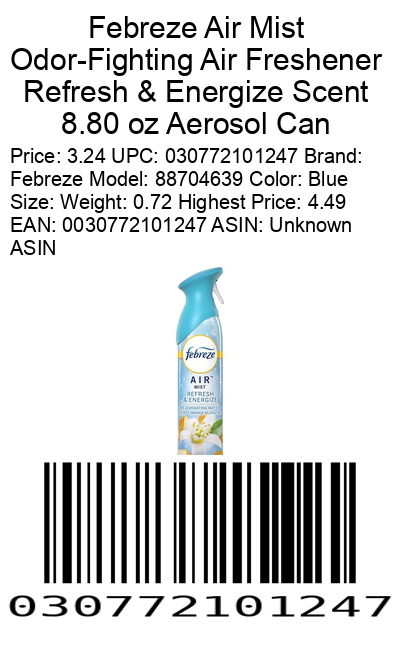 Febreze Air Mist
Odor-Fighting Air Freshener
Refresh & Energize Scent
8.80 oz Aerosol Can
Price: 3.24 UPC: 030772101247 Brand:
Febreze Model: 88704639 Color: Blue
Size: Weight: 0.72 Highest Price: 4.49
EAN: 0030772101247 ASIN: Unknown
ASIN
febreze
AIR™
MIST
REFRESH
& ENERGIZE
030772101247